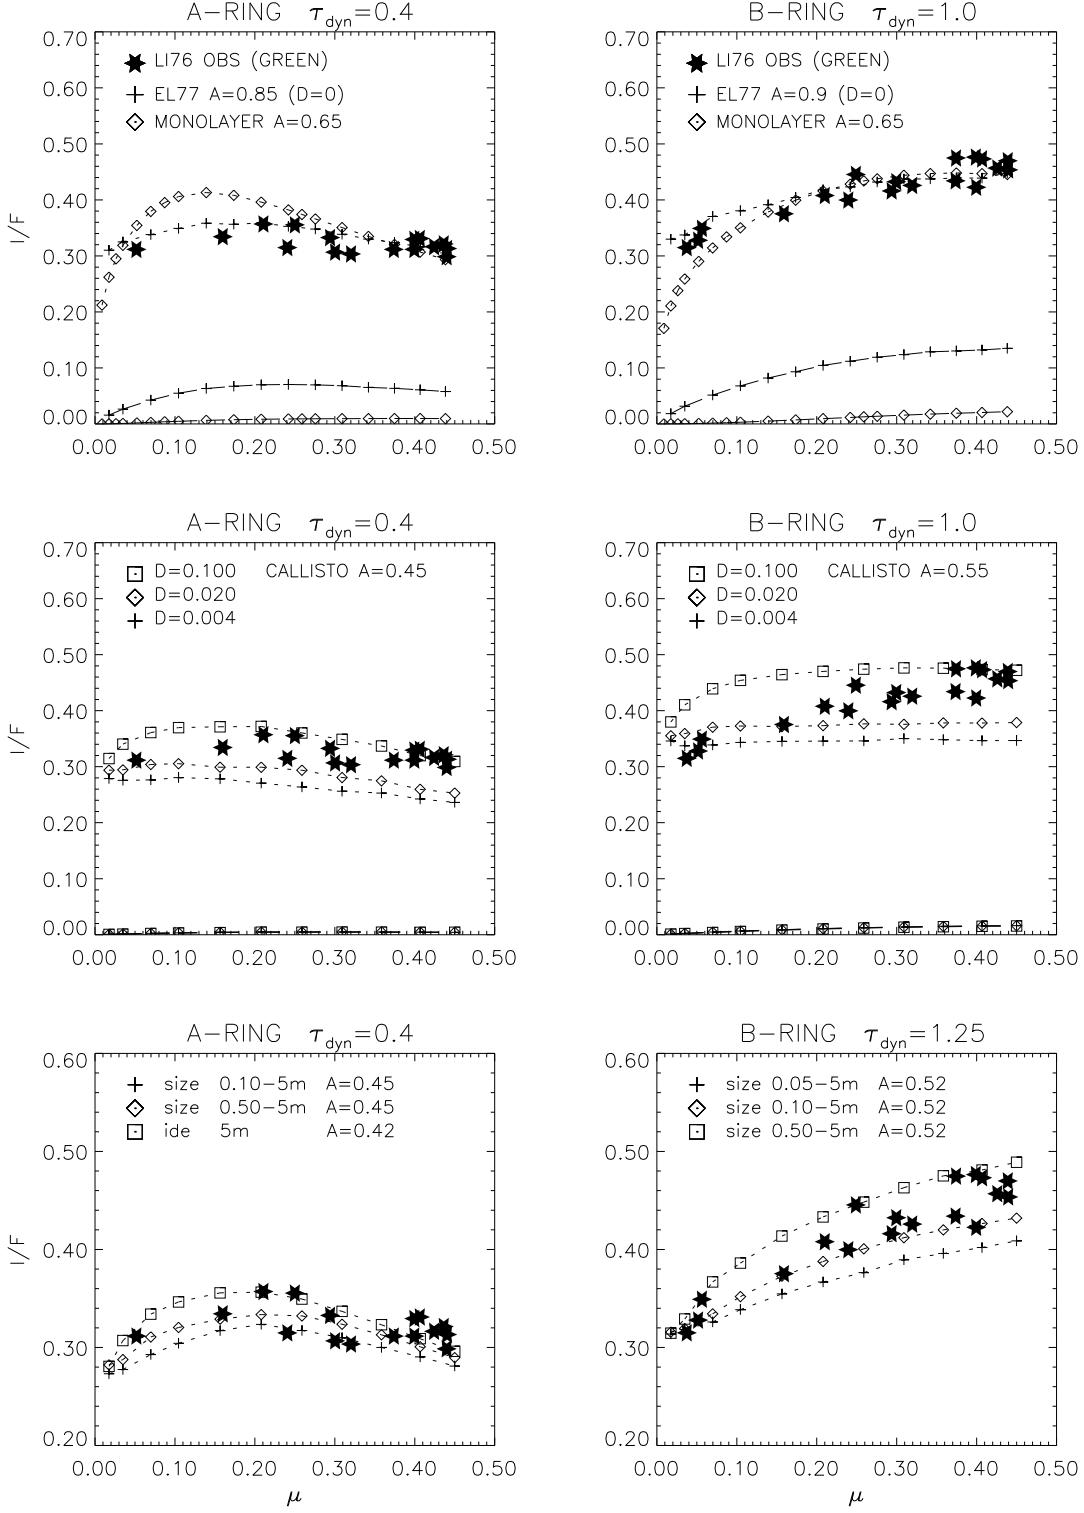 A−RING τdyn=0.4
0.70
0.60
0.50
0.40
0.30
0.20
0.10
0.00
I/F
LI76 OBS (GREEN)
EL77 A=0.85 (D=0)
MONOLAYER A=0.65
0.00 0.10 0.20 0.30 0.40 0.50
B−RING τdyn=1.0
0.70
0.60
0.50
0.40
0.30
0.20
0.10
0.00
LI76 OBS (GREEN)
EL77 A=0.9 (D=0)
MONOLAYER A=0.65
0.00 0.10 0.20 0.30 0.40 0.50
A−RING τdyn=0.4
0.70
0.60
0.50
0.40
0.30
0.20
0.10
0.00
I/F
D=0.100 CALLISTO A=0.45
D=0.020
D=0.004
0.00 0.10 0.20 0.30 0.40 0.50
B−RING τdyn=1.0
0.70
0.60
0.50
0.40
0.30
0.20
0.10
0.00
D=0.100 CALLISTO A=0.55
D=0.020
D=0.004
0.00 0.10 0.20 0.30 0.40 0.50
A−RING τdyn=0.4
0.60
0.50
0.40
0.30
0.20
I/F
size 0.10−5m A=0.45
size 0.50−5m A=0.45
ide 5m A=0.42
0.00 0.10 0.20 0.30 0.40 0.50
μ
B−RING τdyn=1.25
0.60
0.50
0.40
0.30
0.20
size 0.05−5m A=0.52
size 0.10−5m A=0.52
size 0.50−5m A=0.52
0.00 0.10 0.20 0.30 0.40 0.50
μ